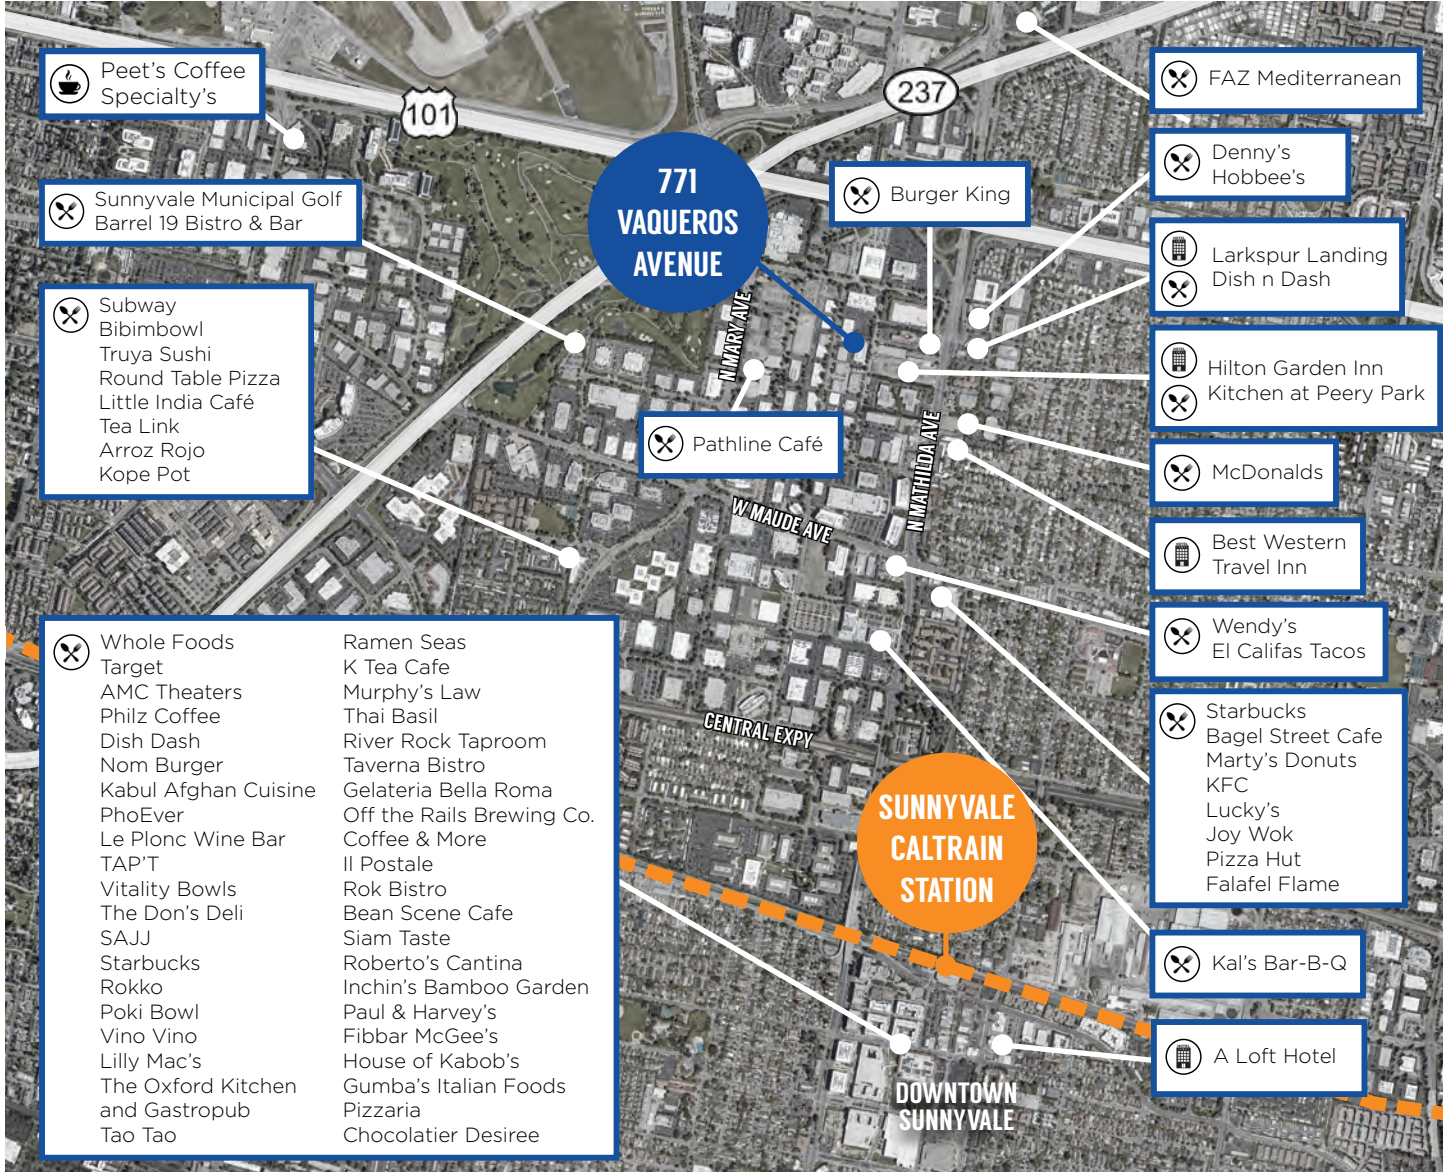 Peet's Coffee
Specialty's
101
237
FAZ Mediterranean
771
VAQUEROS
AVENUE
Denny's
Hobbee's
Sunnyvale Municipal Golf
Barrel 19 Bistro & Bar
Burger King
Larkspur Landing
Dish n Dash
Subway
Bibimbowl
Truya Sushi
Round Table Pizza
Little India Café
Tea Link
Arroz Rojo
Kope Pot
N MARY AVE
Hilton Garden Inn
Kitchen at Peery Park
Pathline Café
N MATHILDA AVE
McDonalds
W MAUDE AVE
Best Western
Travel Inn
Wendy's
El Califas Tacos
Whole Foods
Target
AMC Theaters
Philz Coffee
Dish Dash
Nom Burger
Kabul Afghan Cuisine
PhoEver
Le Plonc Wine Bar
TAP'T
Vitality Bowls
The Don's Deli
SAJJ
Starbucks
Rokko
Poki Bowl
Vino Vino
Lilly Mac's
The Oxford Kitchen
and Gastropub
Tao Tao
Ramen Seas
K Tea Cafe
Murphy's Law
Thai Basil
River Rock Taproom
Taverna Bistro
Gelateria Bella Roma
Off the Rails Brewing Co.
Coffee & More
Il Postale
Rok Bistro
Bean Scene Cafe
Siam Taste
Roberto's Cantina
Inchin's Bamboo Garden
Paul & Harvey's
Fibbar McGee's
House of Kabob's
Gumba's Italian Foods
Pizzaria
Chocolatier Desiree
CENTRAL EXPY
Starbucks
Bagel Street Cafe
Marty's Donuts
KFC
Lucky's
Joy Wok
Pizza Hut
Falafel Flame
SUNNYVALE
CALTRAIN
STATION
Kal's Bar-B-Q
A Loft Hotel
DOWNTOWN
SUNNYVALE